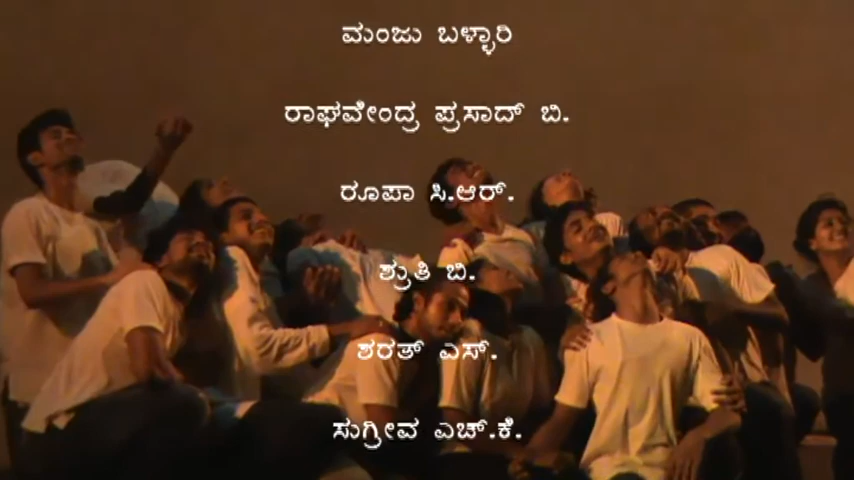 ಮಂಜು ಬಳ್ಳಾರಿ
ರಾಘವೇಂದ್ರ ಪ್ರಸಾದ್ ಬಿ.
ರೂಪಾ ಸಿ.ಆರ್.
ಶ್ರುತಿ ಬಿ.
ಶರತ್ ಎಸ್.
ಸುಗ್ರೀವ ಎಚ್.ಕೆ.